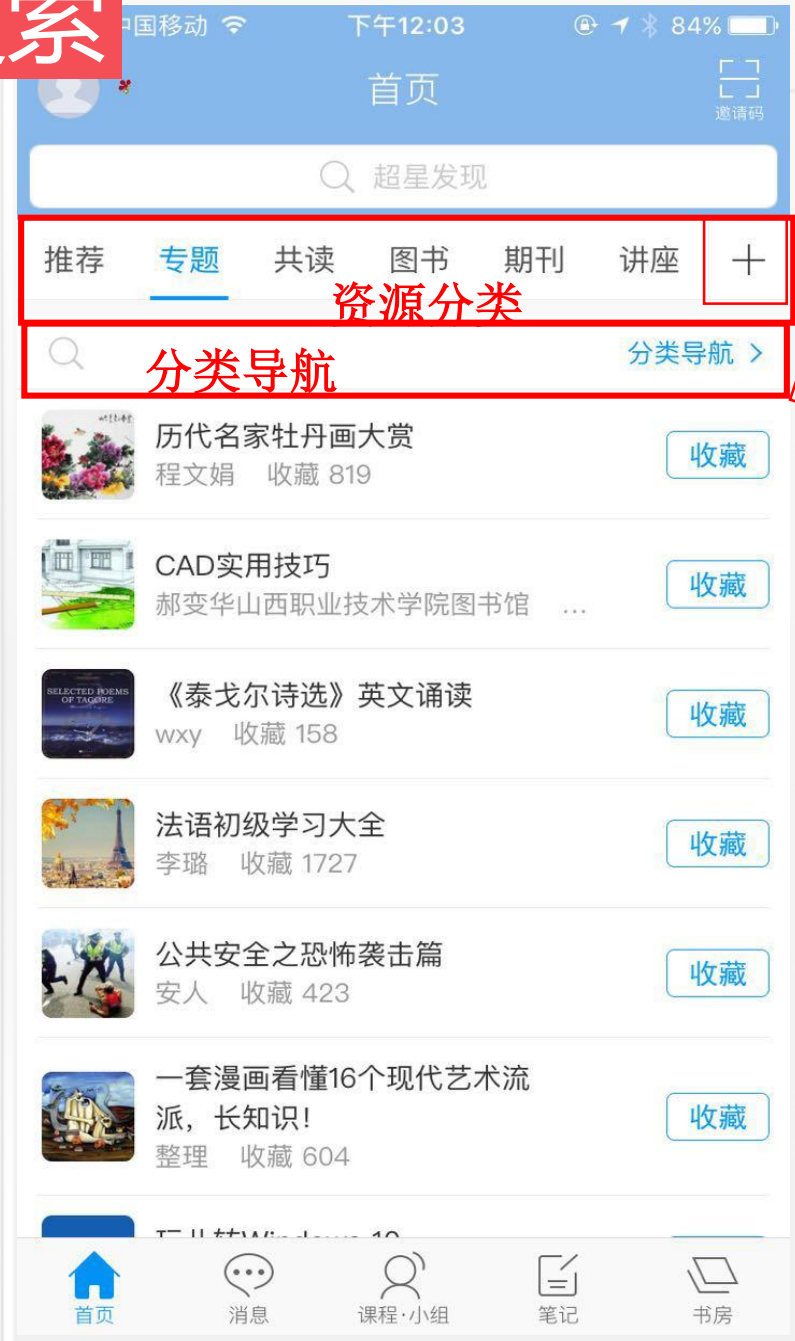 索
国移动 下午12:03 84%
首页
邀请码
超星发现
推荐 专题 共读 图书 期刊 讲座
资源分类
分类导航 分类导航
历代名家牡丹画大赏
程文娟 收藏 819
收藏
CAD实用技巧
郝变华山西职业技术学院图书馆 ...
收藏
SELECTED POEMS
OF TAGORE
《泰戈尔诗选》英文诵读
wxy 收藏 158
收藏
法语初级学习大全
李璐 收藏 1727
收藏
公共安全之恐怖袭击篇
安人 收藏 423
收藏
一套漫画看懂16个现代艺术流
派，长知识！
整理 收藏 604
收藏
首页 消息 课程·小组 笔记 书房